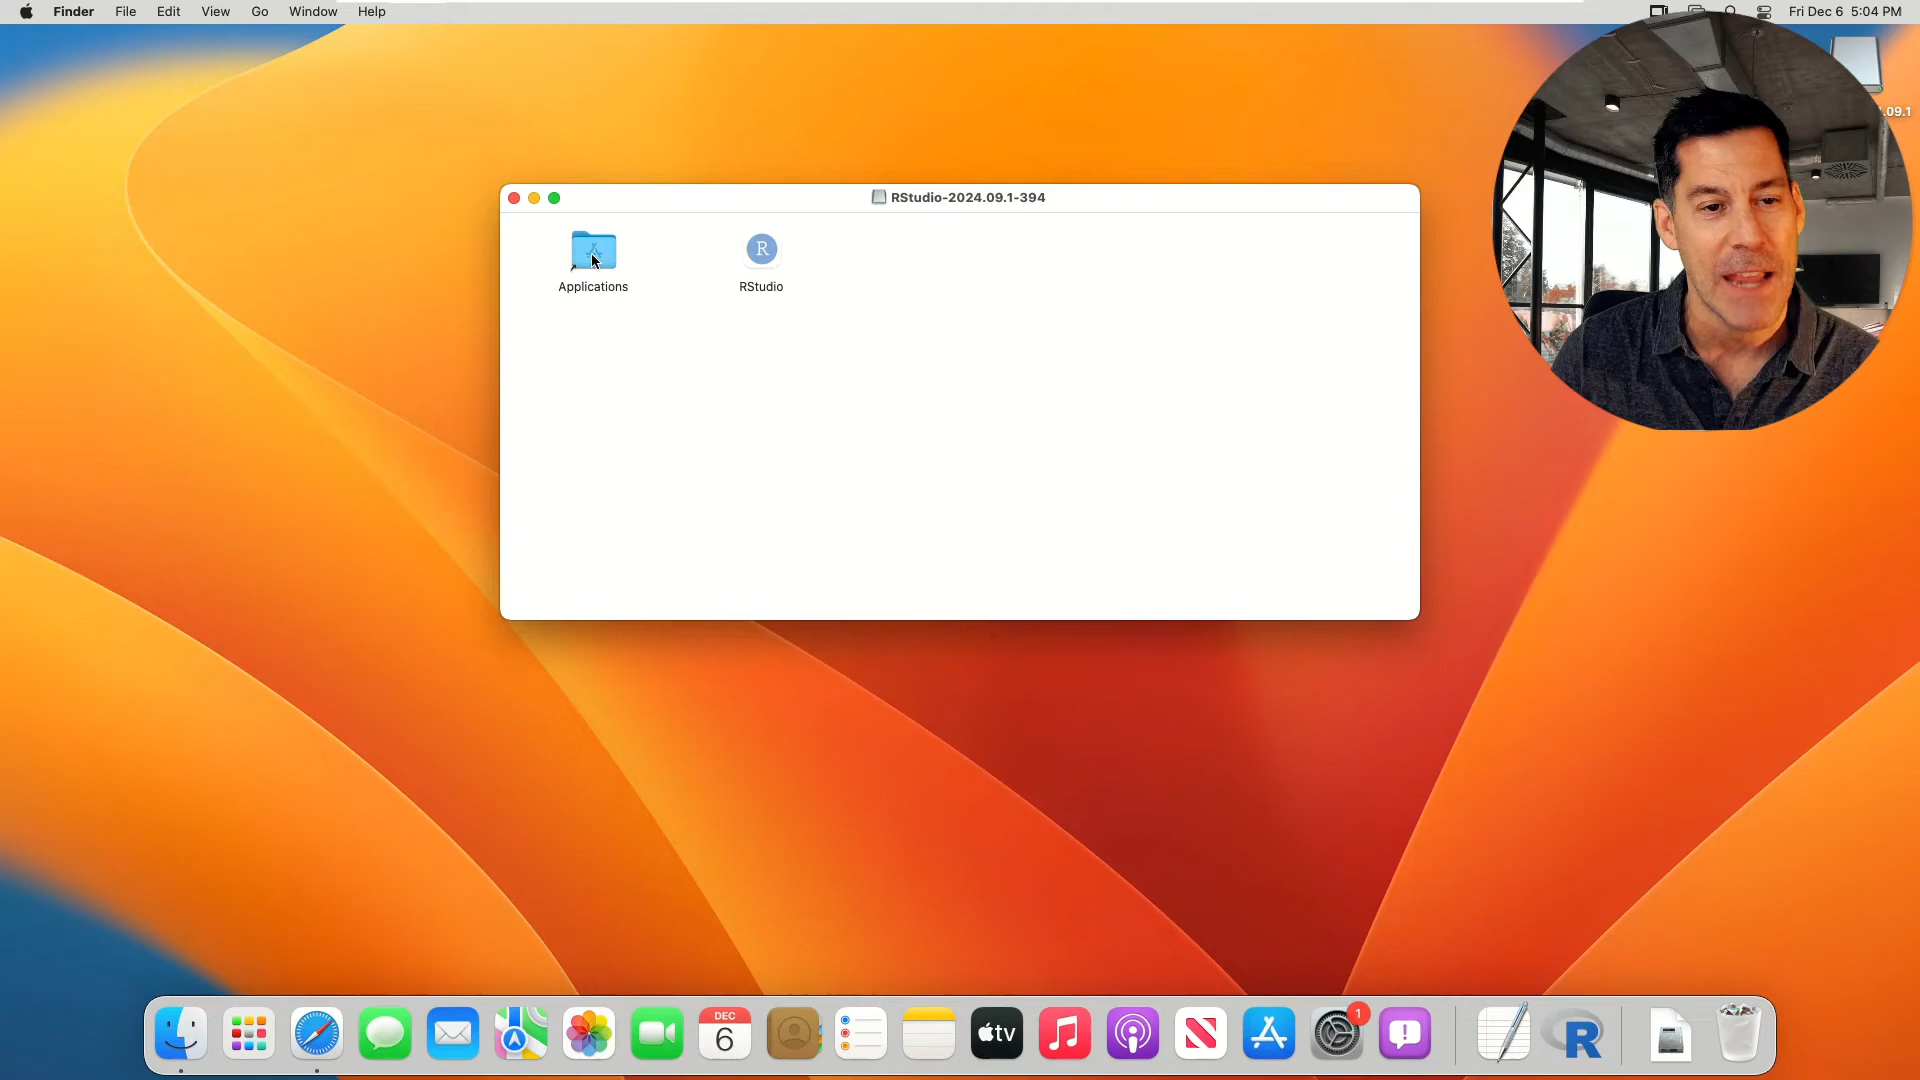 Finder File Edit View Go Window Help Fri Dec 6 5:04 PM
.09.1
RStudio-2024.09.1-394
R
Applications RStudio
DEC
6
tv
1
R